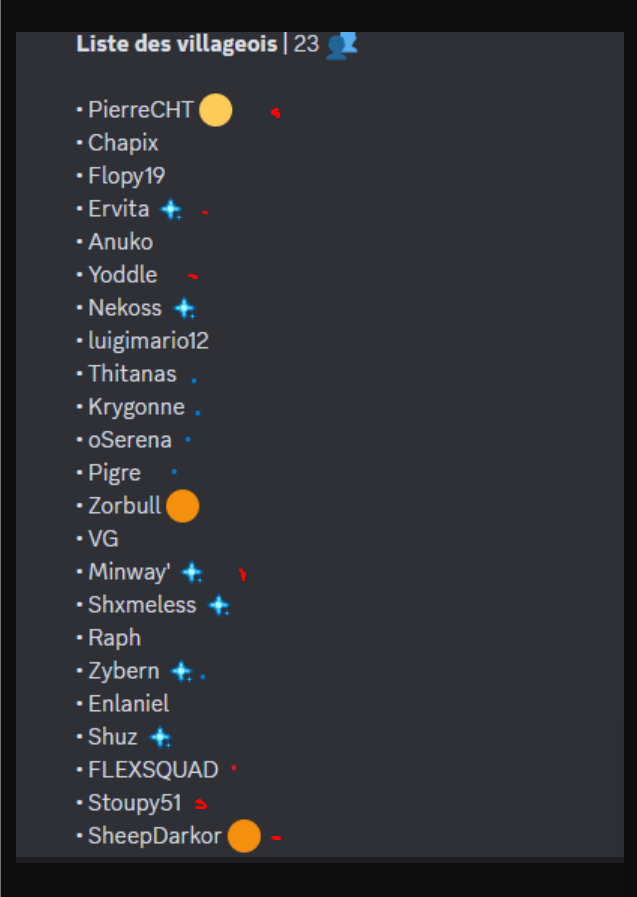 Liste des villageois | 23
• PierreCHT
• Chapix
• Flopy19
• Ervita
• Anuko
• Yoddle
• Nekoss
• luigimario12
• Thitanas
• Krygonne
• oSerena
• Pigre
• Zorbull
• VG
• Minway'
• Shxmeless
• Raph
• Zybern
• Enlaniel
• Shuz
• FLEXSQUAD
• Stoupy51
• SheepDarkor